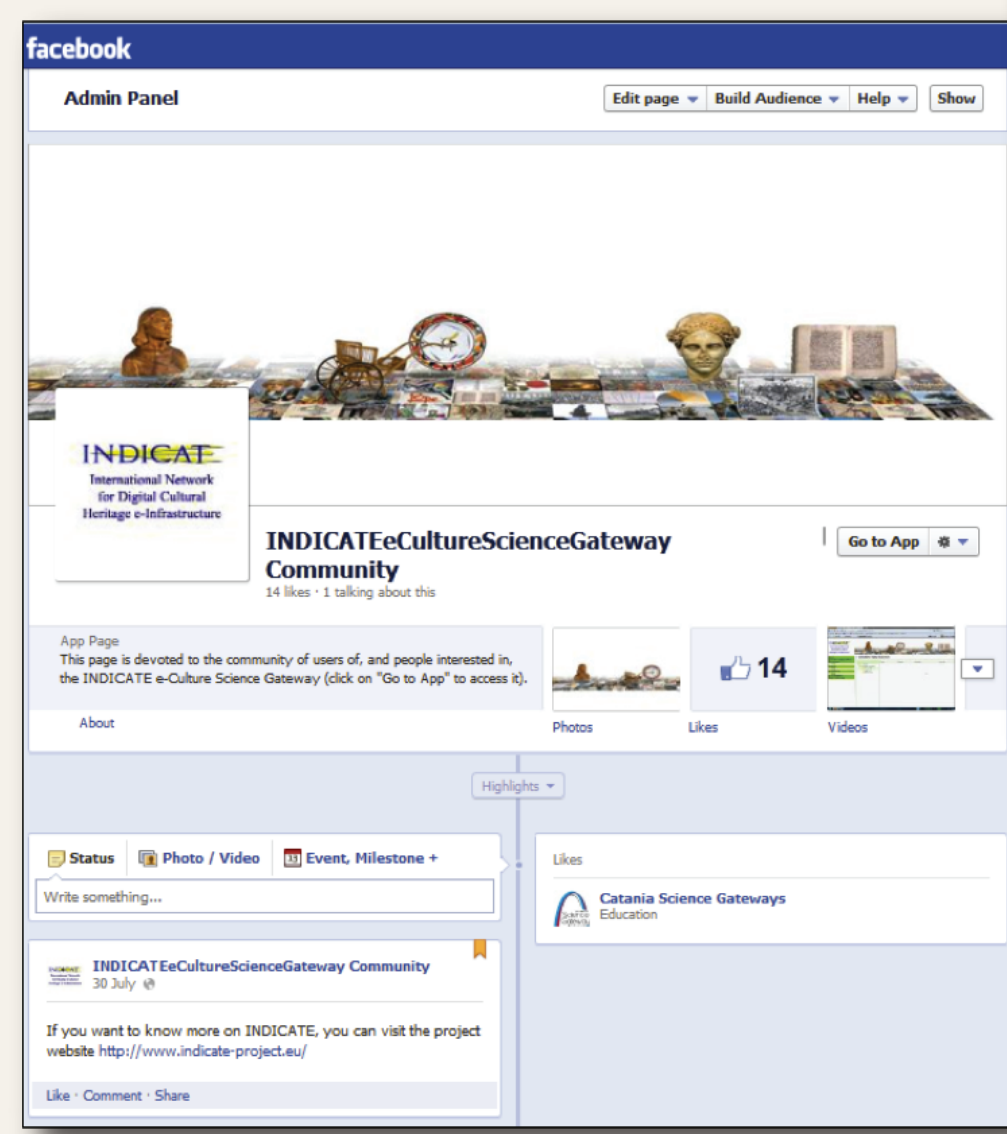 facebook
Admin Panel
Edit page Build Audience Help Show
INDICATE
International Network
for Digital Cultural
Heritage e-Infrastructure
INDICATEeCultureScienceGateway
Community
14 likes · 1 talking about this
Go to App
App Page
This page is devoted to the community of users of, and people interested in,
the INDICATE e-Culture Science Gateway (click on "Go to App" to access it).
About
14
Photos
Likes
Videos
Highlights
Status Photo / Video Event, Milestone +
Write something...
INDICATEeCultureScienceGateway Community
30 July
If you want to know more on INDICATE, you can visit the project
website http://www.indicate-project.eu/
Like · Comment · Share
Likes
Catania Science Gateways
Education